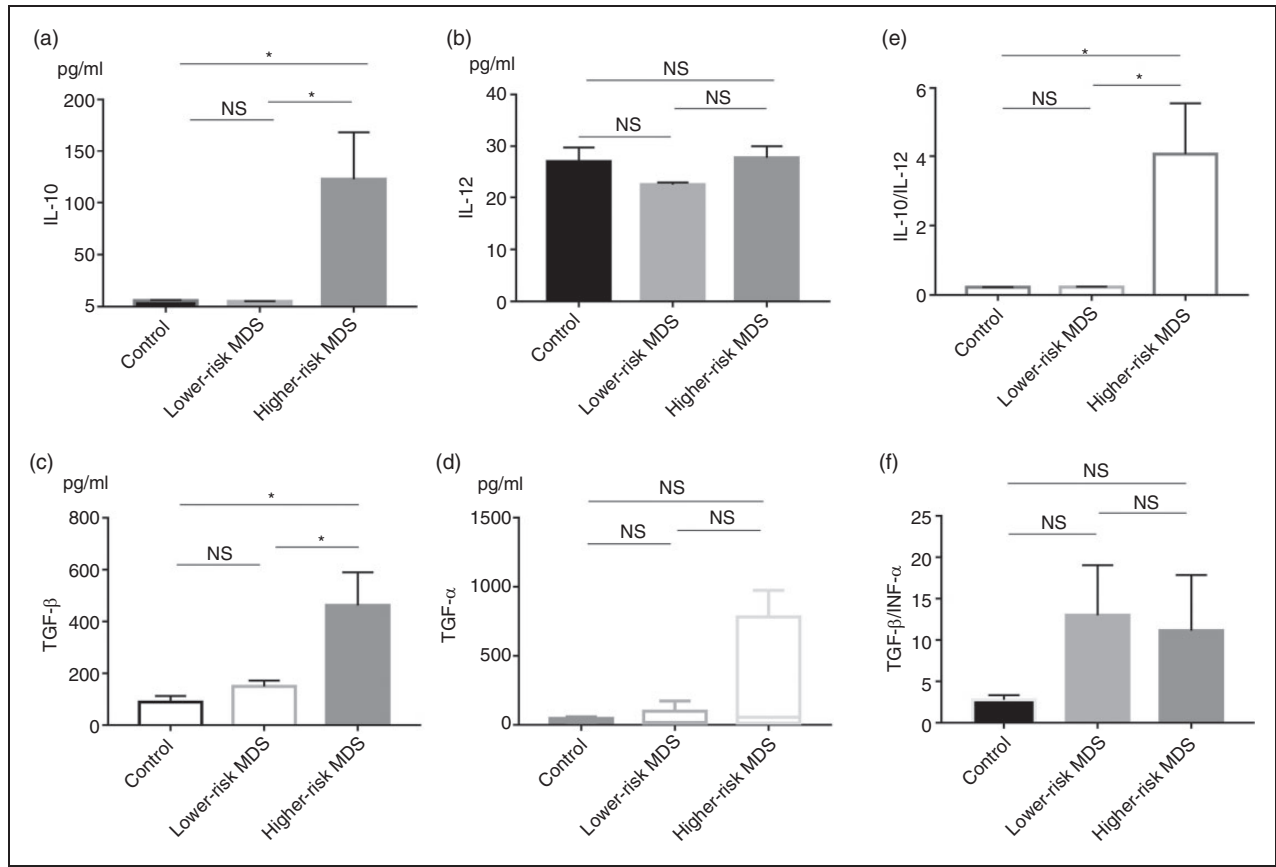 (a)
*
pg/ml
NS
*
200
150
100
50
5
IL-10
Control
Lower-risk MDS
Higher-risk MDS
(b)
pg/ml
NS
NS
NS
40
30
20
10
0
IL-12
Control
Lower-risk MDS
Higher-risk MDS
(e)
*
*
NS
6
4
2
0
IL-10/IL-12
Control
Lower-risk MDS
Higher-risk MDS
(c)
pg/ml
*
NS
*
800
600
400
200
0
TGF-β
Control
Lower-risk MDS
Higher-risk MDS
(d)
pg/ml
NS
NS
NS
1500
1000
500
0
TGF-α
Control
Lower-risk MDS
Higher-risk MDS
(f)
NS
NS
NS
25
20
15
10
5
0
TGF-β/INF-α
Control
Lower-risk MDS
Higher-risk MDS